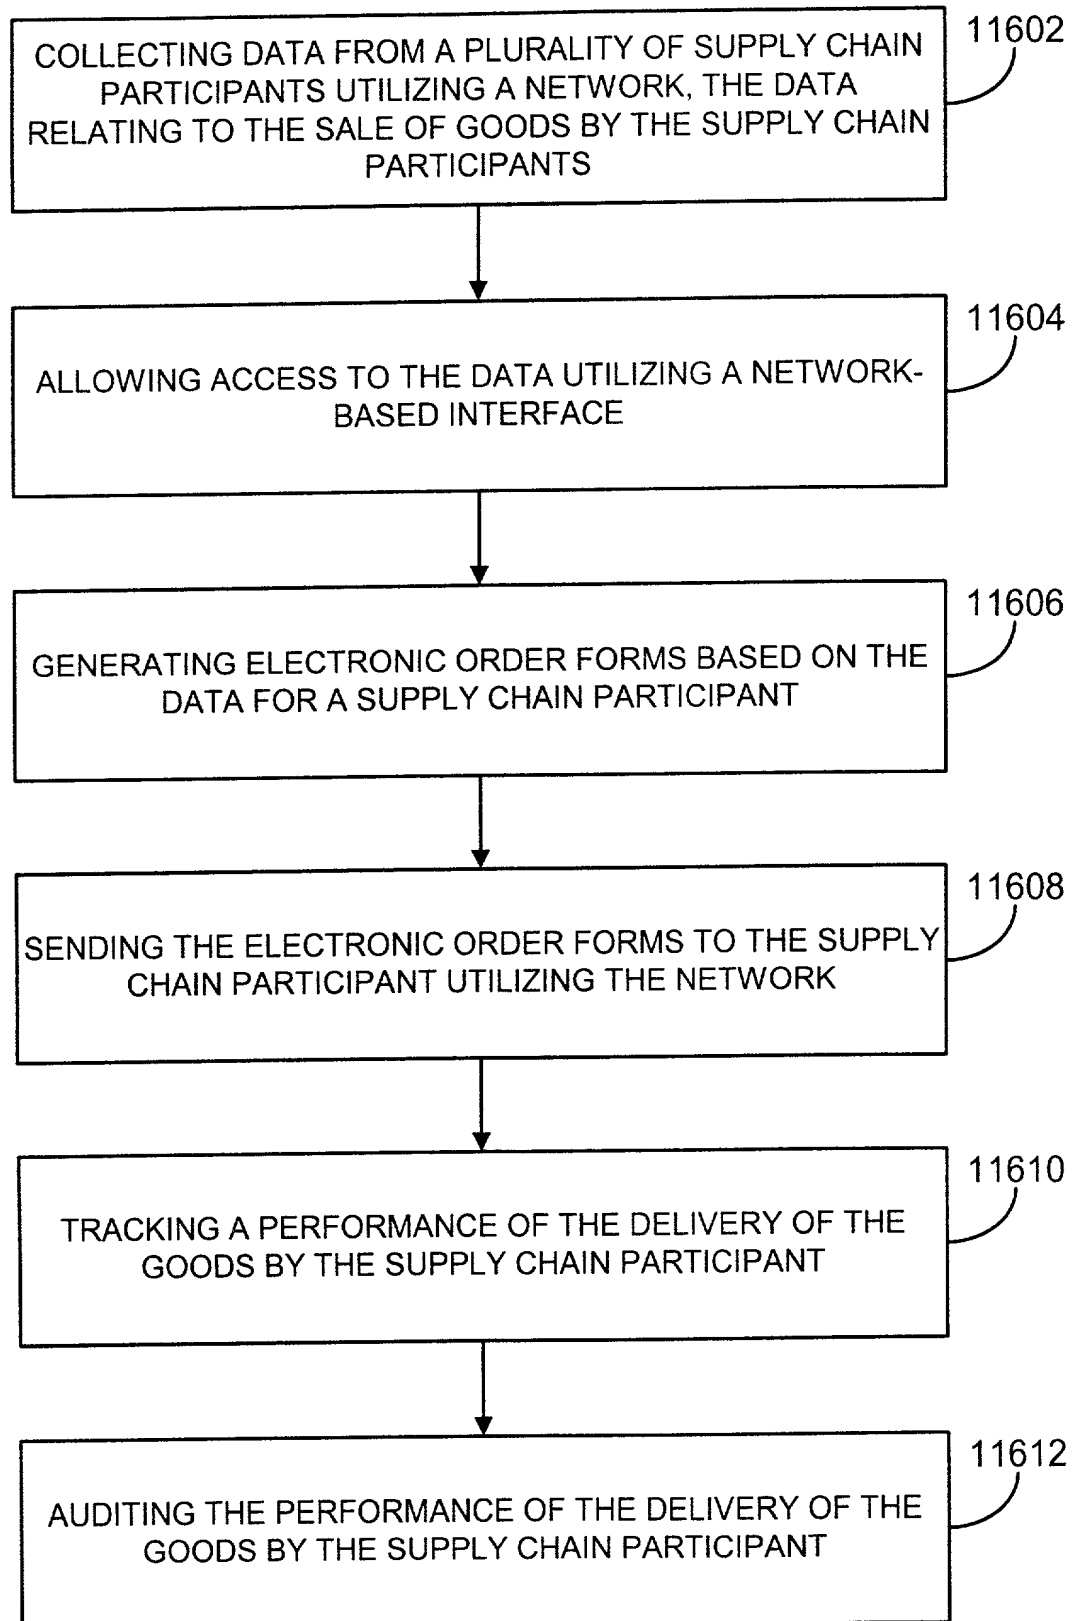 11602
COLLECTING DATA FROM A PLURALITY OF SUPPLY CHAIN
PARTICIPANTS UTILIZING A NETWORK, THE DATA
RELATING TO THE SALE OF GOODS BY THE SUPPLY CHAIN
PARTICIPANTS
11604
ALLOWING ACCESS TO THE DATA UTILIZING A NETWORK-
BASED INTERFACE
11606
GENERATING ELECTRONIC ORDER FORMS BASED ON THE
DATA FOR A SUPPLY CHAIN PARTICIPANT
11608
SENDING THE ELECTRONIC ORDER FORMS TO THE SUPPLY
CHAIN PARTICIPANT UTILIZING THE NETWORK
11610
TRACKING A PERFORMANCE OF THE DELIVERY OF THE
GOODS BY THE SUPPLY CHAIN PARTICIPANT
11612
AUDITING THE PERFORMANCE OF THE DELIVERY OF THE
GOODS BY THE SUPPLY CHAIN PARTICIPANT